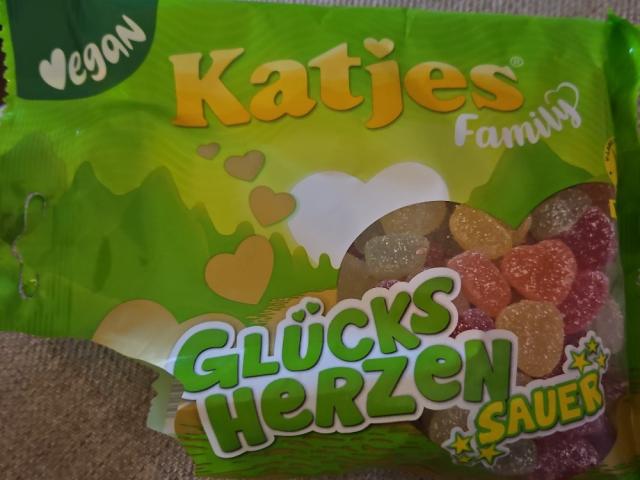 vegan
Katjes®
Family
GLÜCKS
HERZEN
SAUER